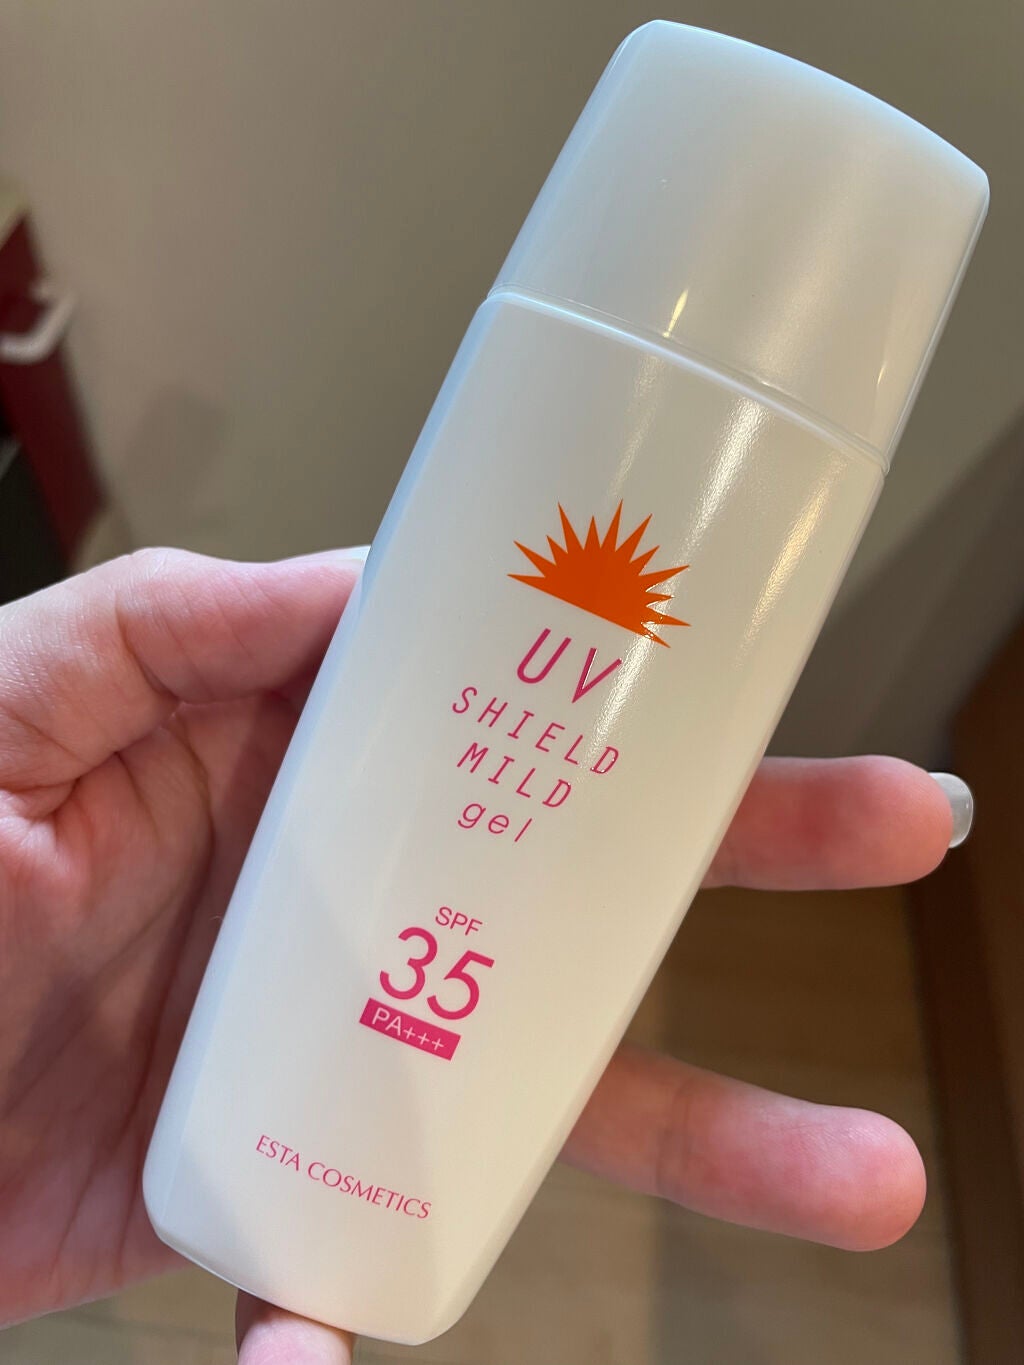 UV
SHIELD
MILD
gel
SPF
35
PA+++
ESTA COSMETICS